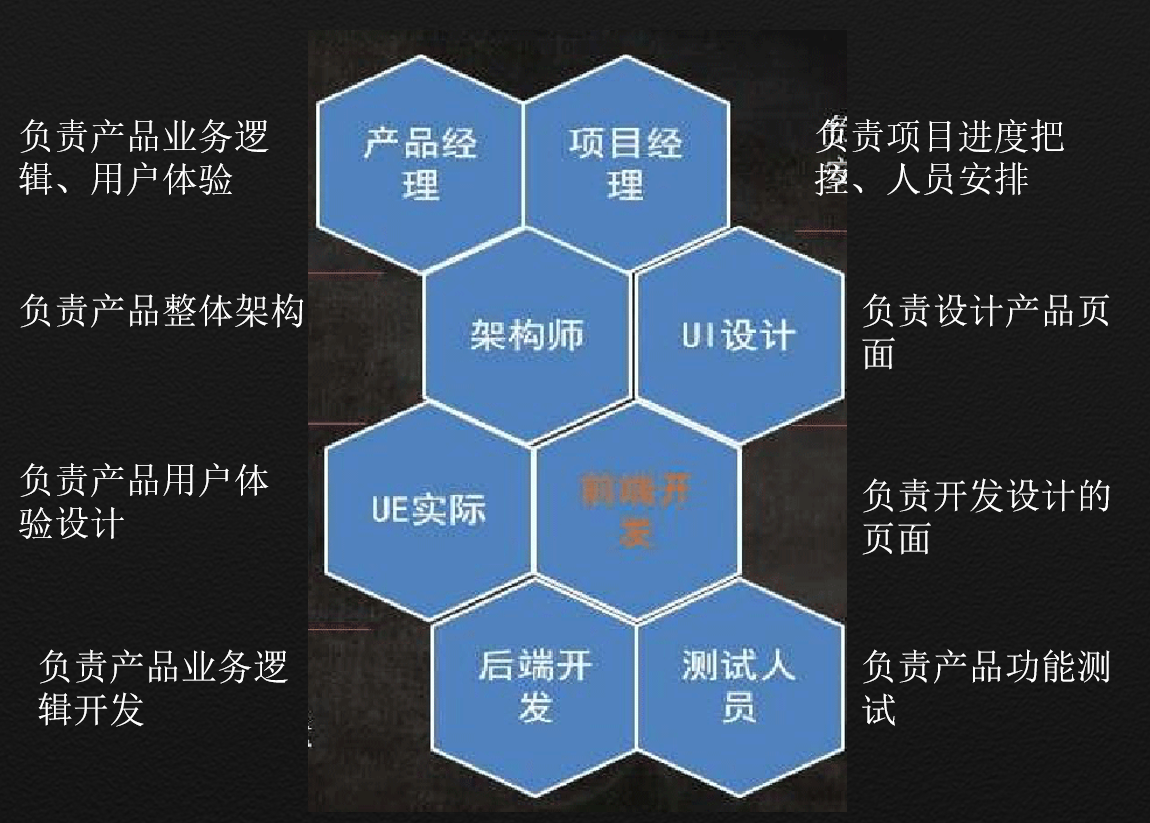 负责产品业务逻
辑、用户体验
产品经
理
项目经
理
负责项目进度把
控、人员安排
负责产品整体架构
架构师
UI设计
负责设计产品页
面
负责产品用户体
验设计
UE实际
前端开
发
负责开发设计的
页面
负责产品业务逻
辑开发
后端开
发
测试人
员
负责产品功能测
试